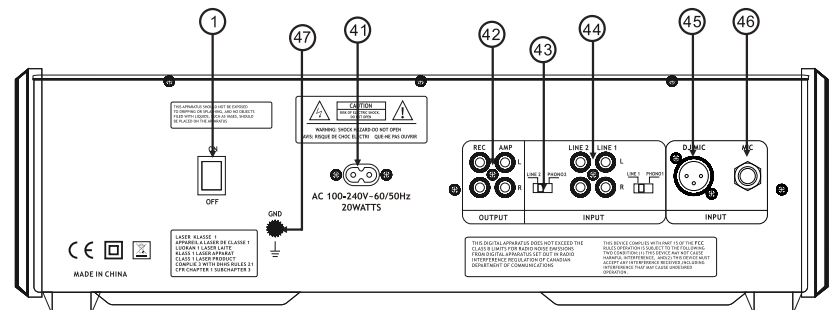 1
47
41
42
43
44
45
46
THIS APPARATUS SHOULD NOT BE EXPOSED
TO DRIPPING OR SPLASHING, AND NO OBJECTS
FILED WITH LIQUIDS, SUCH AS VASES, SHOULD
BE PLACED ON THE APPARATUS
CAUTION
RISK OF ELECTRIC SHOCK,
DO NOT OPEN
WARNING: SHOCK HAZARD-DO NOT OPEN
AVIS: RISQUE DE CHOC ELECTRI QUE-NE PAS OUVRIR
ON
OFF
AC 100-240V~60/50Hz
20WATTS
GND
REC AMP
L
R
OUTPUT
LINE 2 LINE 1
LINE 2 PHONO2
L
R
LINE 1 PHONO1
INPUT
DJ MIC
MIC
INPUT
CE
MADE IN CHINA
LASER KLASSE 1
APPAREIL A LASER DE CLASSE 1
LUOKAN 1 LASER LAITE
KLASS 1 LASER APPARAT
CLASS 1 LASER PRODUCT
COMPLIE 3 WITH DHHS RULES 21
CFR CHAPTER 1 SUBCHAPTER 3
THIS DIGITAL APPARATUS DOES NOT EXCEED THE
CLASS B LIMITS FOR RADIO NOISE EMISSIONS
FROM DIGITAL APPARATUS SET OUT IN RADIO
INTERFERENCE REGULATION OF CANADIAN
DEPARTMENT OF COMMUNICATIONS
THIS DEVICE COMPLIES WITH PART 15 OF THE FCC
RULES OPERATION IS SUBJECT TO THE FOLLOWING
TWO CONDITION: (1) THIS DEVICE MAY NOT CAUSE
HARMFUL INTERFERENCE, AND(2) THIS DEVICE MUST
ACCEPT ANY INTERFERENCE RECEIVED,INCLUDING
INTERFERENCE THAT MAY CAUSE UNDESIRED
OPERATION.